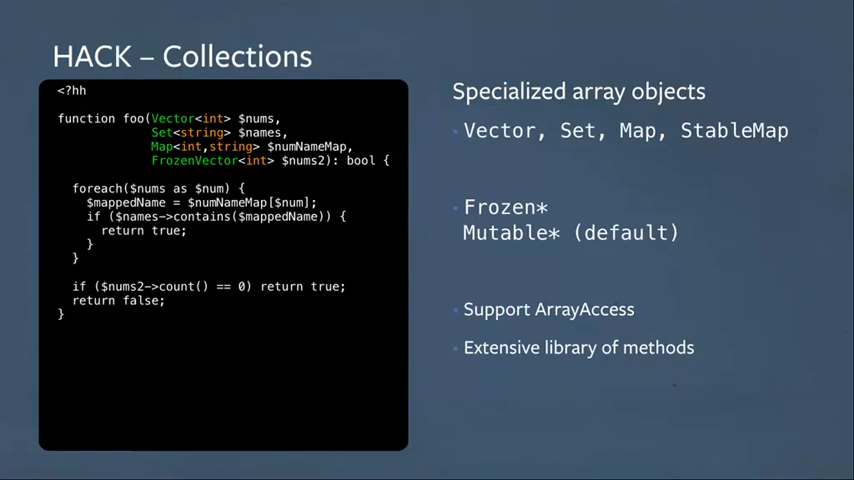 HACK – Collections
<?hh
function foo(Vector<int> $nums,
Set<string> $names,
Map<int,string> $numNameMap,
FrozenVector<int> $nums2): bool {
foreach($nums as $num) {
$mappedName = $numNameMap[$num];
if ($names->contains($mappedName)) {
return true;
}
}
if ($nums2->count() == 0) return true;
return false;
}
Specialized array objects
Vector, Set, Map, StableMap
Frozen*
Mutable* (default)
Support ArrayAccess
Extensive library of methods